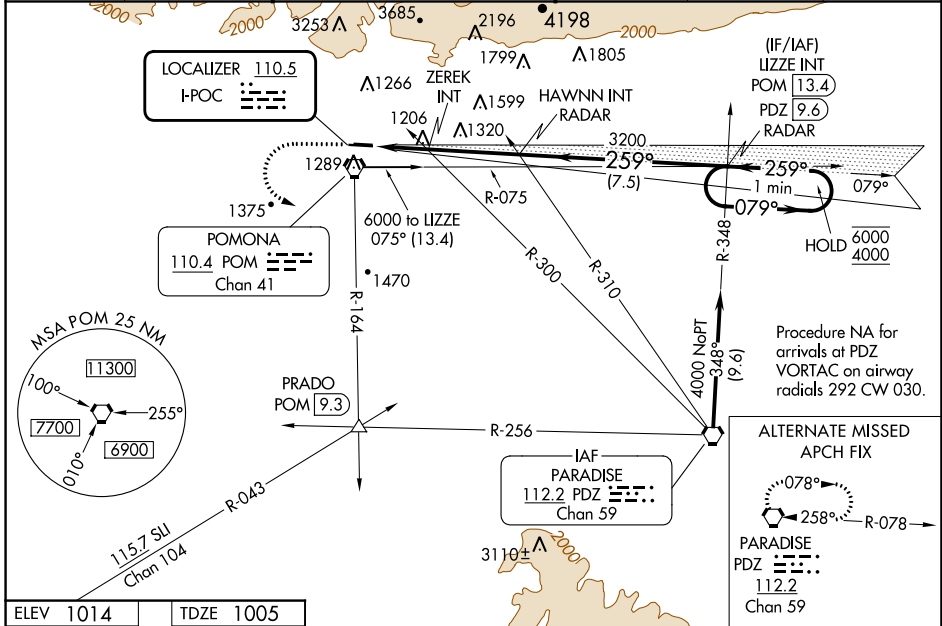 2000
2000
3253
3685
2196
4198
2000
1799
1805
LOCALIZER 110.5
I-POC
1266
ZEREK
INT
1599
HAWNN INT
RADAR
(IF/IAF)
LIZZE INT
POM 13.4
PDZ 9.6
RADAR
1206
1320
3200
1289
259°
(7.5)
259°
1 min
079°
079°
R-075
1375
6000 to LIZZE
075° (13.4)
HOLD 6000
4000
R-348
POMONA
110.4 POM
Chan 41
1470
R-164
R-300
R-310
4000 NoPT
348°
(9.6)
Procedure NA for
arrivals at PDZ
VORTAC on airway
radials 292 CW 030.
MSA POM 25 NM
11300
100°
255°
7700
6900
010°
PRADO
POM 9.3
R-256
IAF
PARADISE
112.2 PDZ
Chan 59
R-043
115.7 SLI
Chan 104
3110±
2000
ALTERNATE MISSED
APCH FIX
078°
258°
R-078
PARADISE
PDZ
112.2
Chan 59
ELEV 1014
TDZE 1005